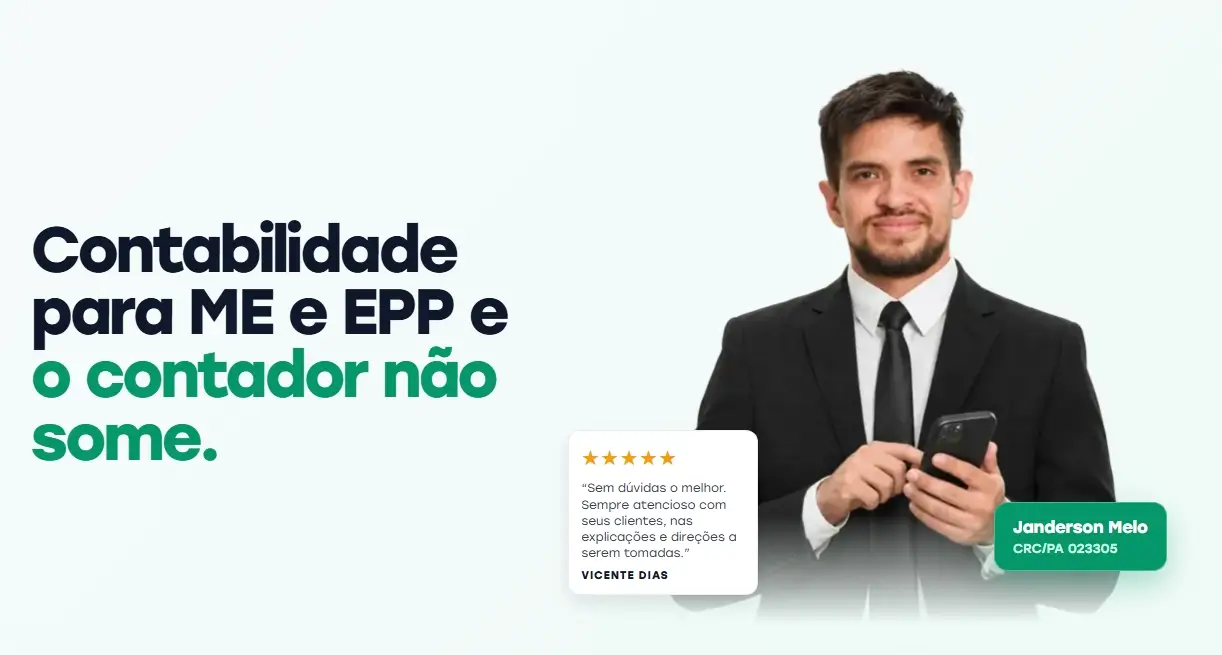 Contabilidade
para ME e EPP e
o contador não
some.
★★★★★
“Sem dúvidas o melhor.
Sempre atencioso com
seus clientes, nas
explicações e direções a
serem tomadas.”
VICENTE DIAS
Janderson Melo
CRC/PA 023305